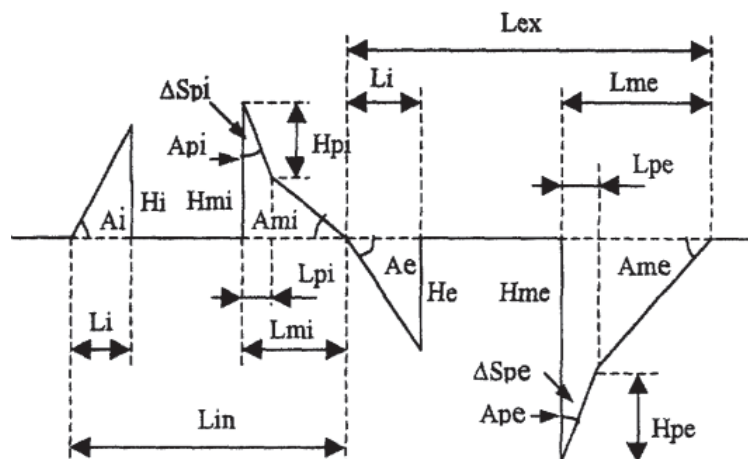 Lex
Li
Lme
ΔSpi
Api
Hpi
Lpe
Hi
Hmi
Ai
Ami
Ae
Ame
Lpi
He
Hme
Li
Lmi
ΔSpe
Ape
Hpe
Lin